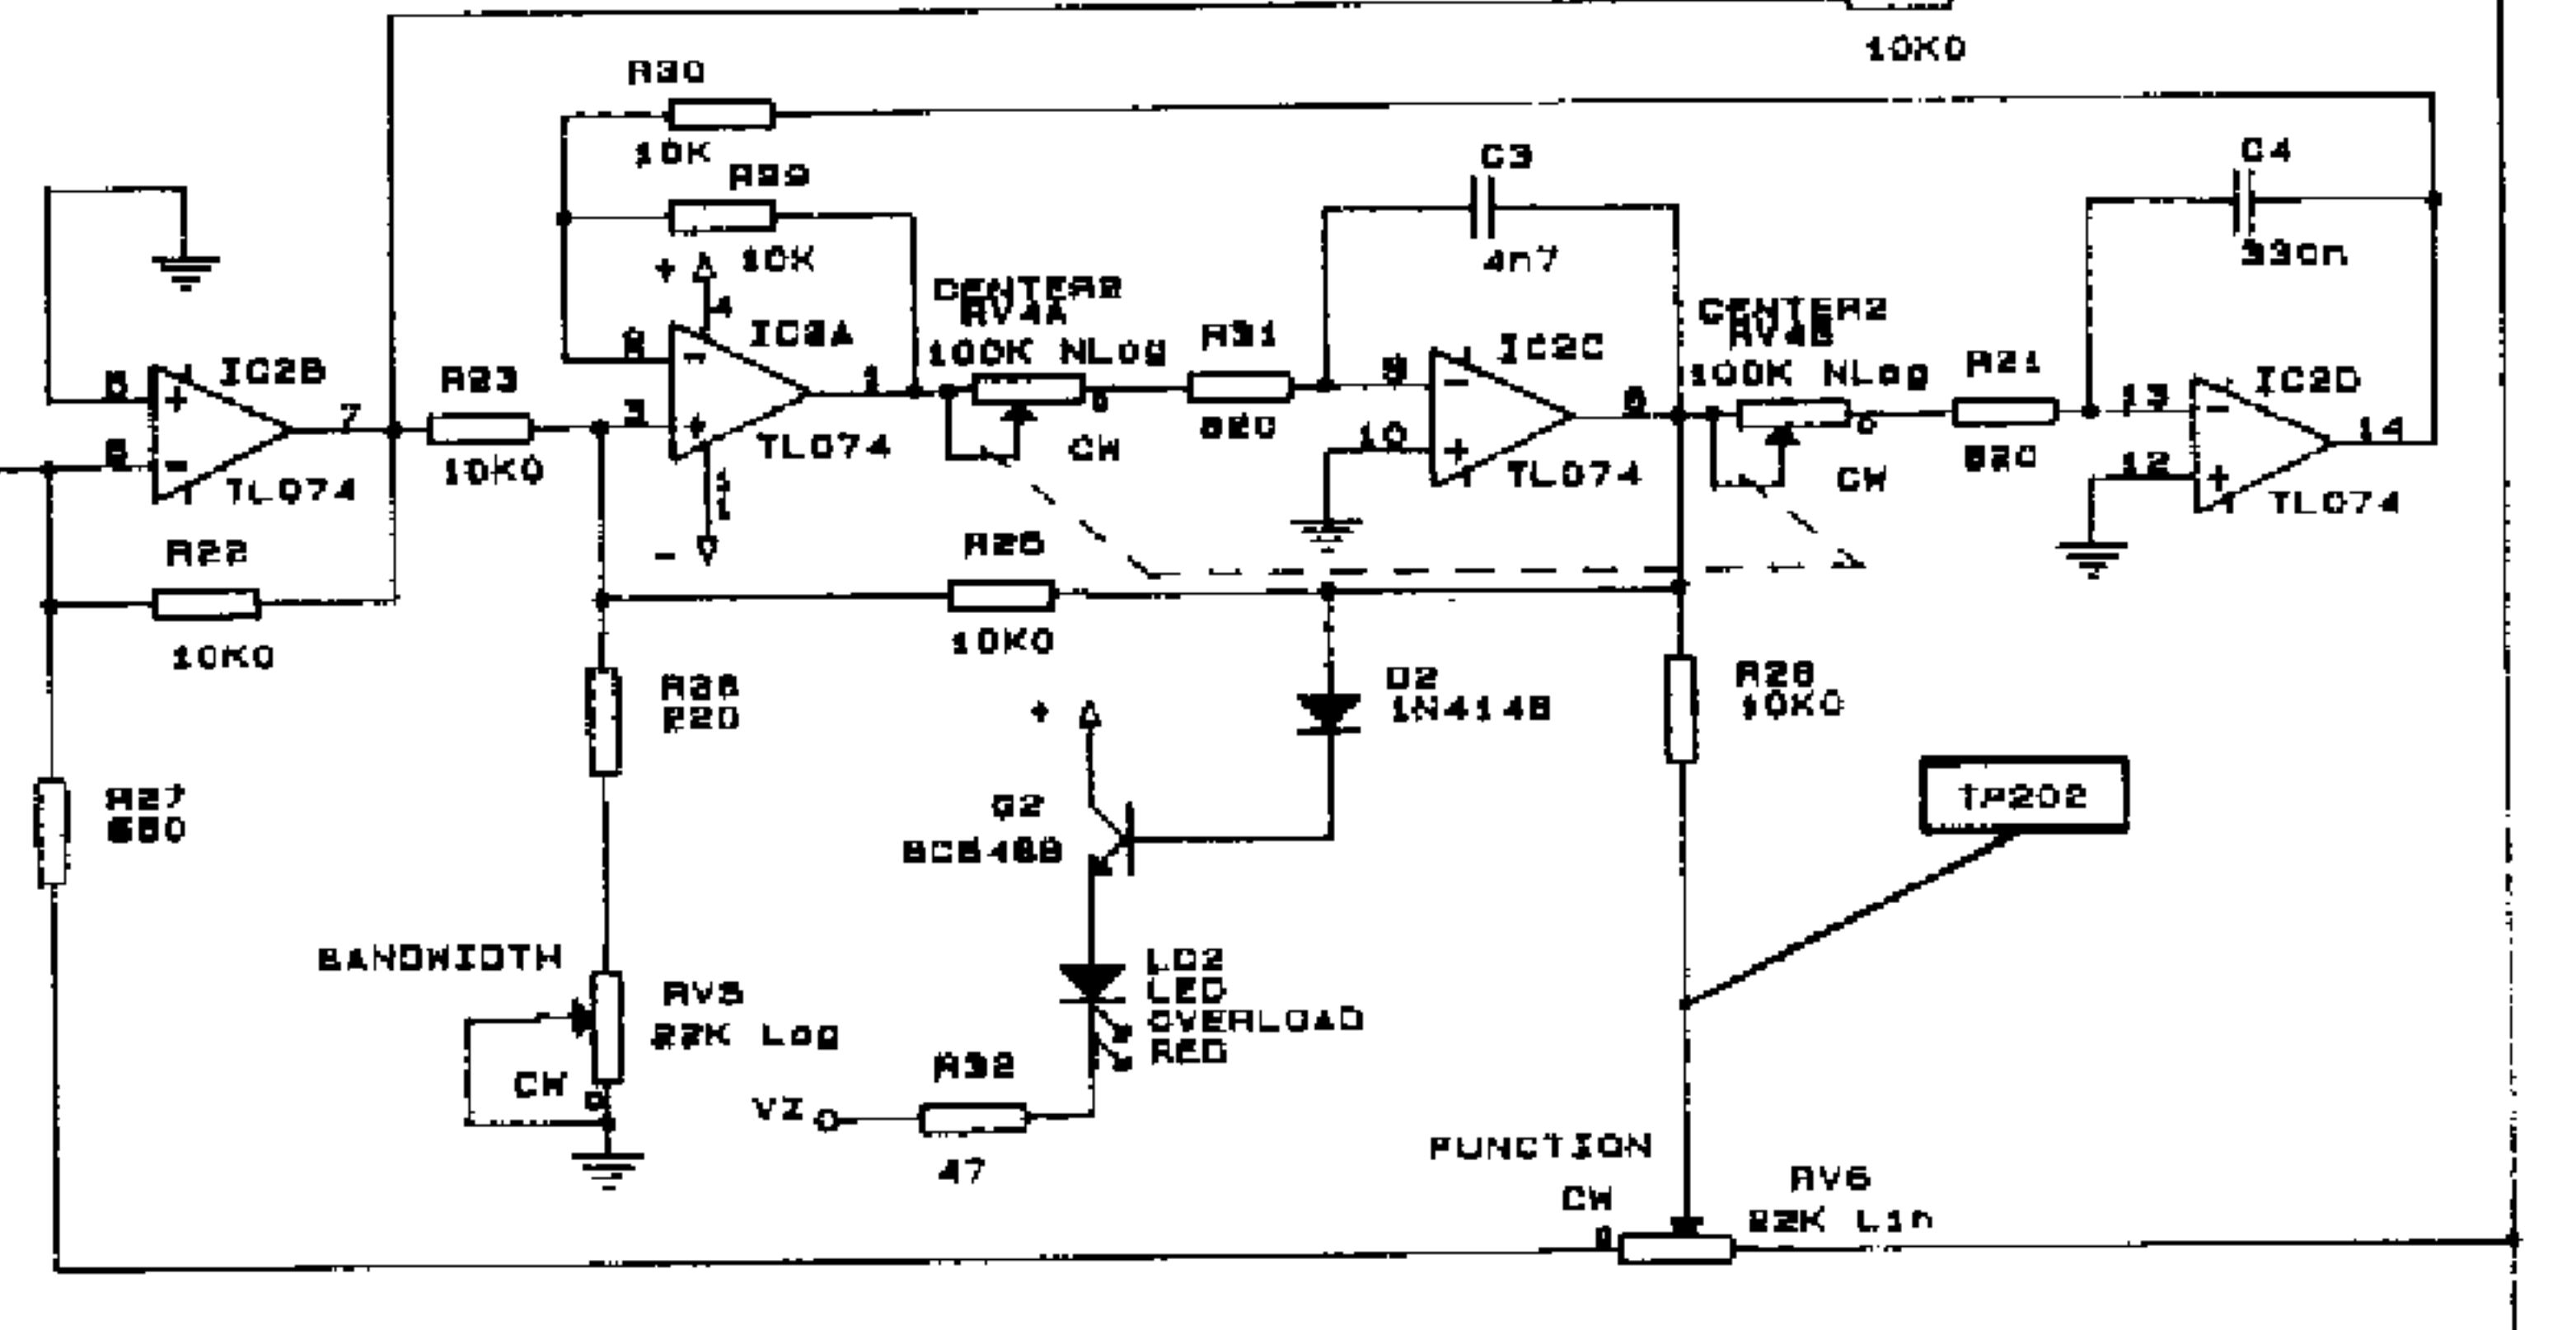 10K0
R30
10K
R29
10K
+
4
2
IC2A
1
3
TL074
11
-
C3
4n7
C4
330n
CENTER2
RV4A
100K NLog
CW
R31
820
9
IC2C
10
8
TL074
CENTER2
RV4B
100K NLog
CW
R21
820
13
IC2D
12
14
TL074
5
IC2B
7
6
TL074
R23
10K0
R22
10K0
R25
10K0
R26
220
R27
D2
1N4148
R28
10K0
+
Q2
BC548B
TP202
BANDWIDTH
RV5
22K Log
CW
LD2
LED
OVERLOAD
RED
R32
VZ
47
FUNCTION
CW
RV6
22K Lin